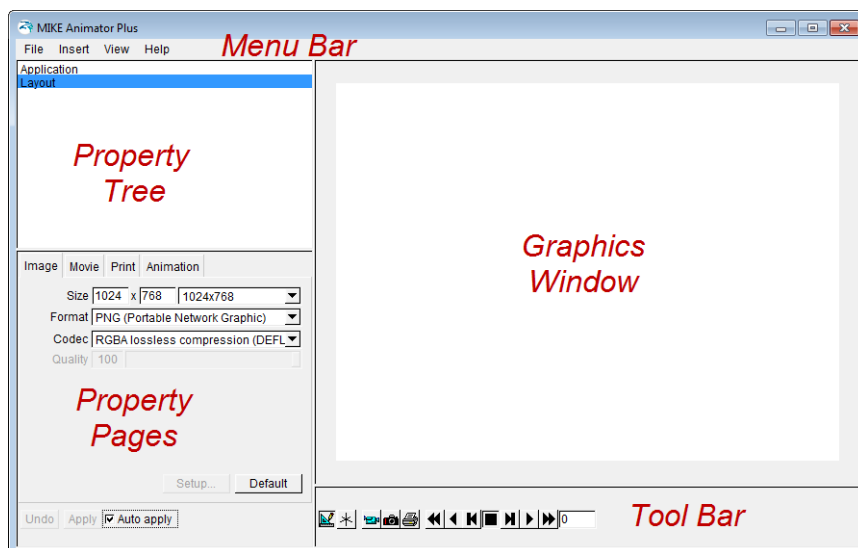 MIKE Animator Plus
File Insert View Help
Menu Bar
Application
Layout
Property
Tree
Graphics
Window
Image Movie Print Animation
Size 1024 x 768 1024x768
Format PNG (Portable Network Graphic)
Codec RGBA lossless compression (DEFL
Quality 100
Property
Pages
Setup... Default
Undo Apply Auto apply
0
Tool Bar